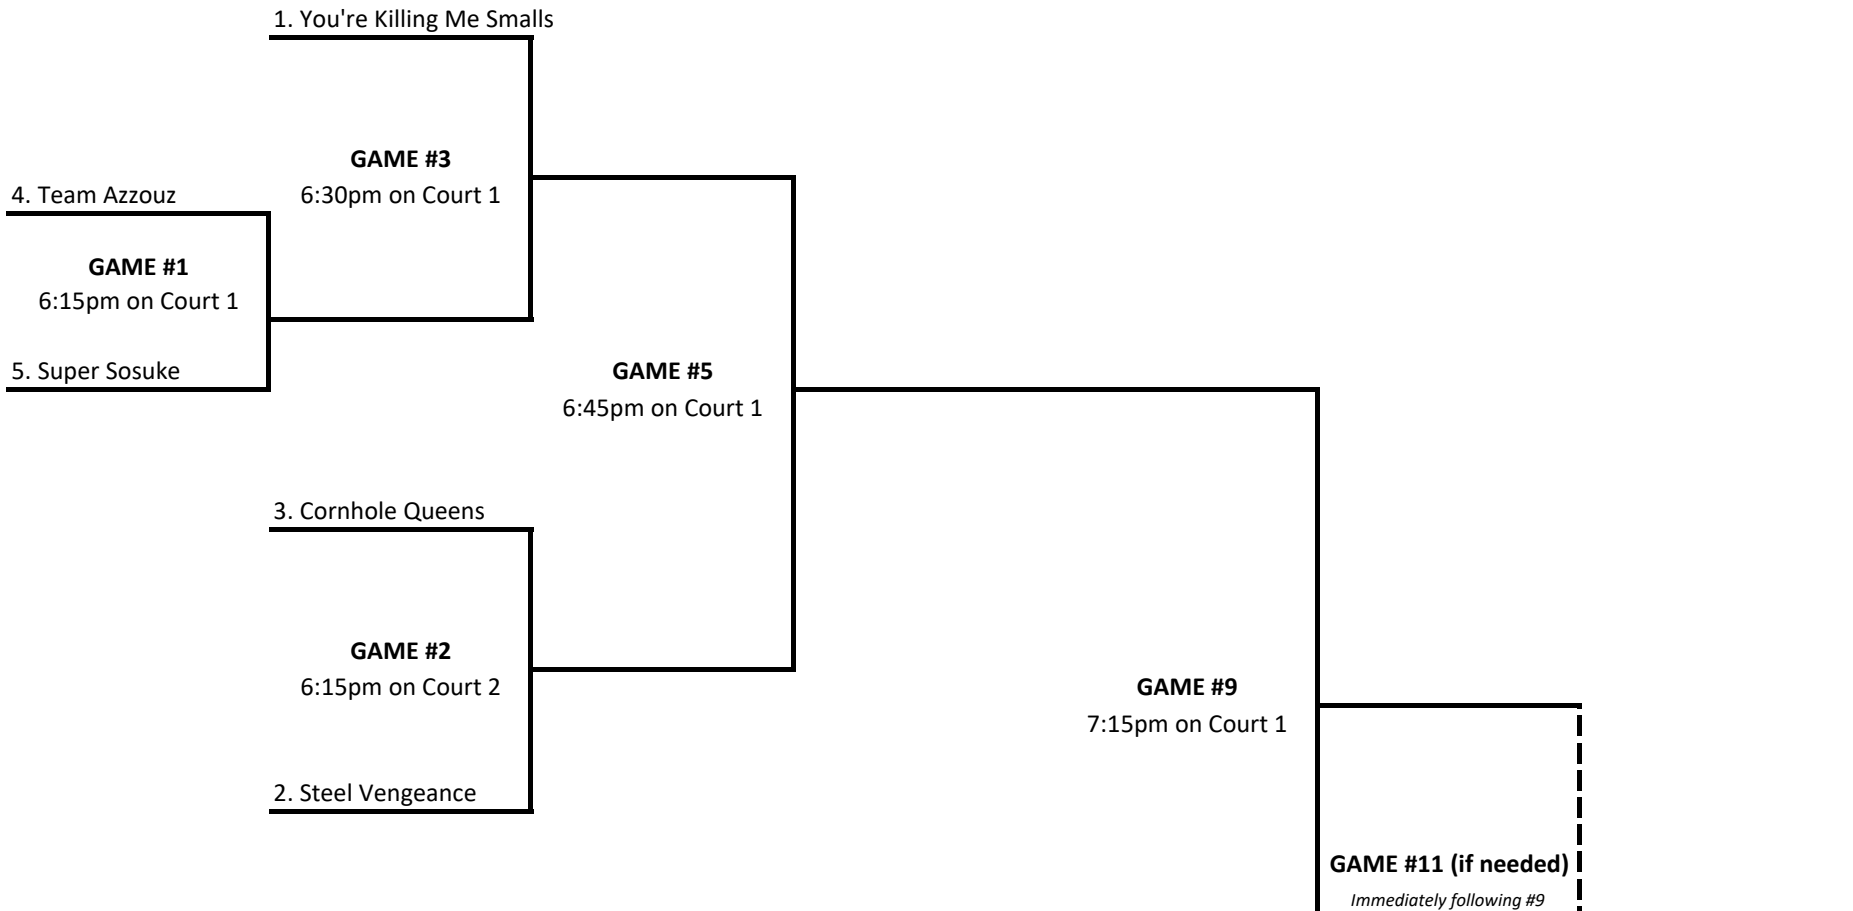 1. You're Killing Me Smalls
GAME #3
6:30pm on Court 1
4. Team Azzouz
GAME #1
6:15pm on Court 1
5. Super Sosuke
GAME #5
6:45pm on Court 1
3. Cornhole Queens
GAME #2
6:15pm on Court 2
GAME #9
7:15pm on Court 1
2. Steel Vengeance
GAME #11 (if needed)
Immediately following #9